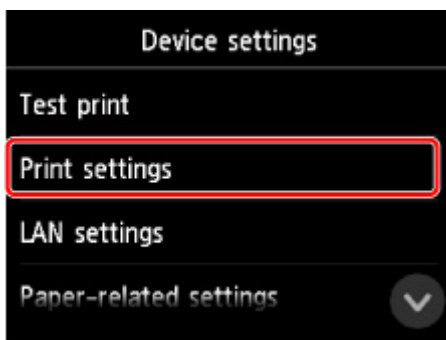 Device settings
Test print
Print settings
LAN settings
Paper-related settings